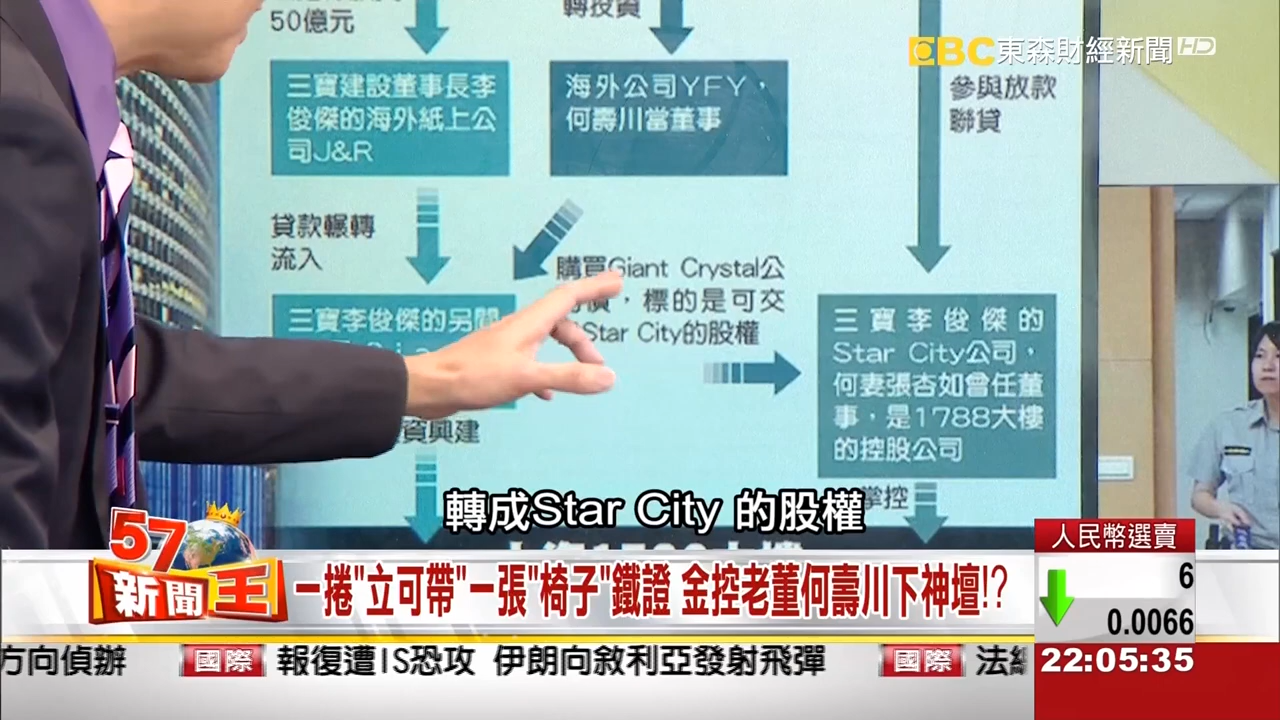 50億元
轉投資
EBC東森財經新聞HD
三寶建設董事長李
俊傑的海外紙上公
司J&R
海外公司YFY，
何壽川當董事
參與放款
聯貸
貸款輾轉
流入
購買Giant Crystal公
債，標的是可交
Star City的股權
三寶李俊傑的另間
三寶李俊傑的
Star City公司，
何妻張杏如曾任董
事，是1788大樓
的控股公司
資興建
掌控
轉成Star City 的股權
57
新聞王
一捲"立可帶"一張"椅子"鐵證 金控老董何壽川下神壇!?
人民幣選賣
6
0.0066
22:05:35
方向偵辦
國際
報復遭IS恐攻 伊朗向敘利亞發射飛彈
國際
法